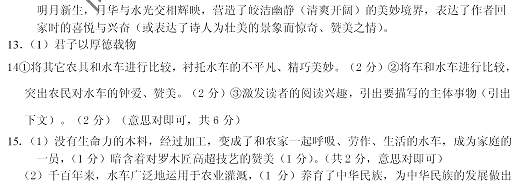 明月新生，月华与水光交相辉映，营造了皎洁幽静（清爽开阔）的美妙境界，表达了作者回
家时的喜悦与兴奋（或表达了诗人为壮美的景象而惊奇、赞美之情）。
13.（1）君子以厚德载物
14①将其它农具和水车进行比较，衬托水车的不平凡、精巧美妙。（2 分）②将车和水车进行比较，
突出农民对水车的钟爱、赞美。（2 分）③激发读者的阅读兴趣，引出要描写的主体事物（引出
下文）。（2 分）（意思对即可，共 6 分）
15.（1）没有生命力的木料，经过加工，变成了和农家一起呼吸、劳作、生活的水车，成为家庭的
一员，（1 分）暗含着对罗木匠高超技艺的赞美（1 分）。（共 2 分，意思对即可）
（2）千百年来，水车广泛地运用于农业灌溉，（1 分）养育了中华民族，为中华民族的发展做出